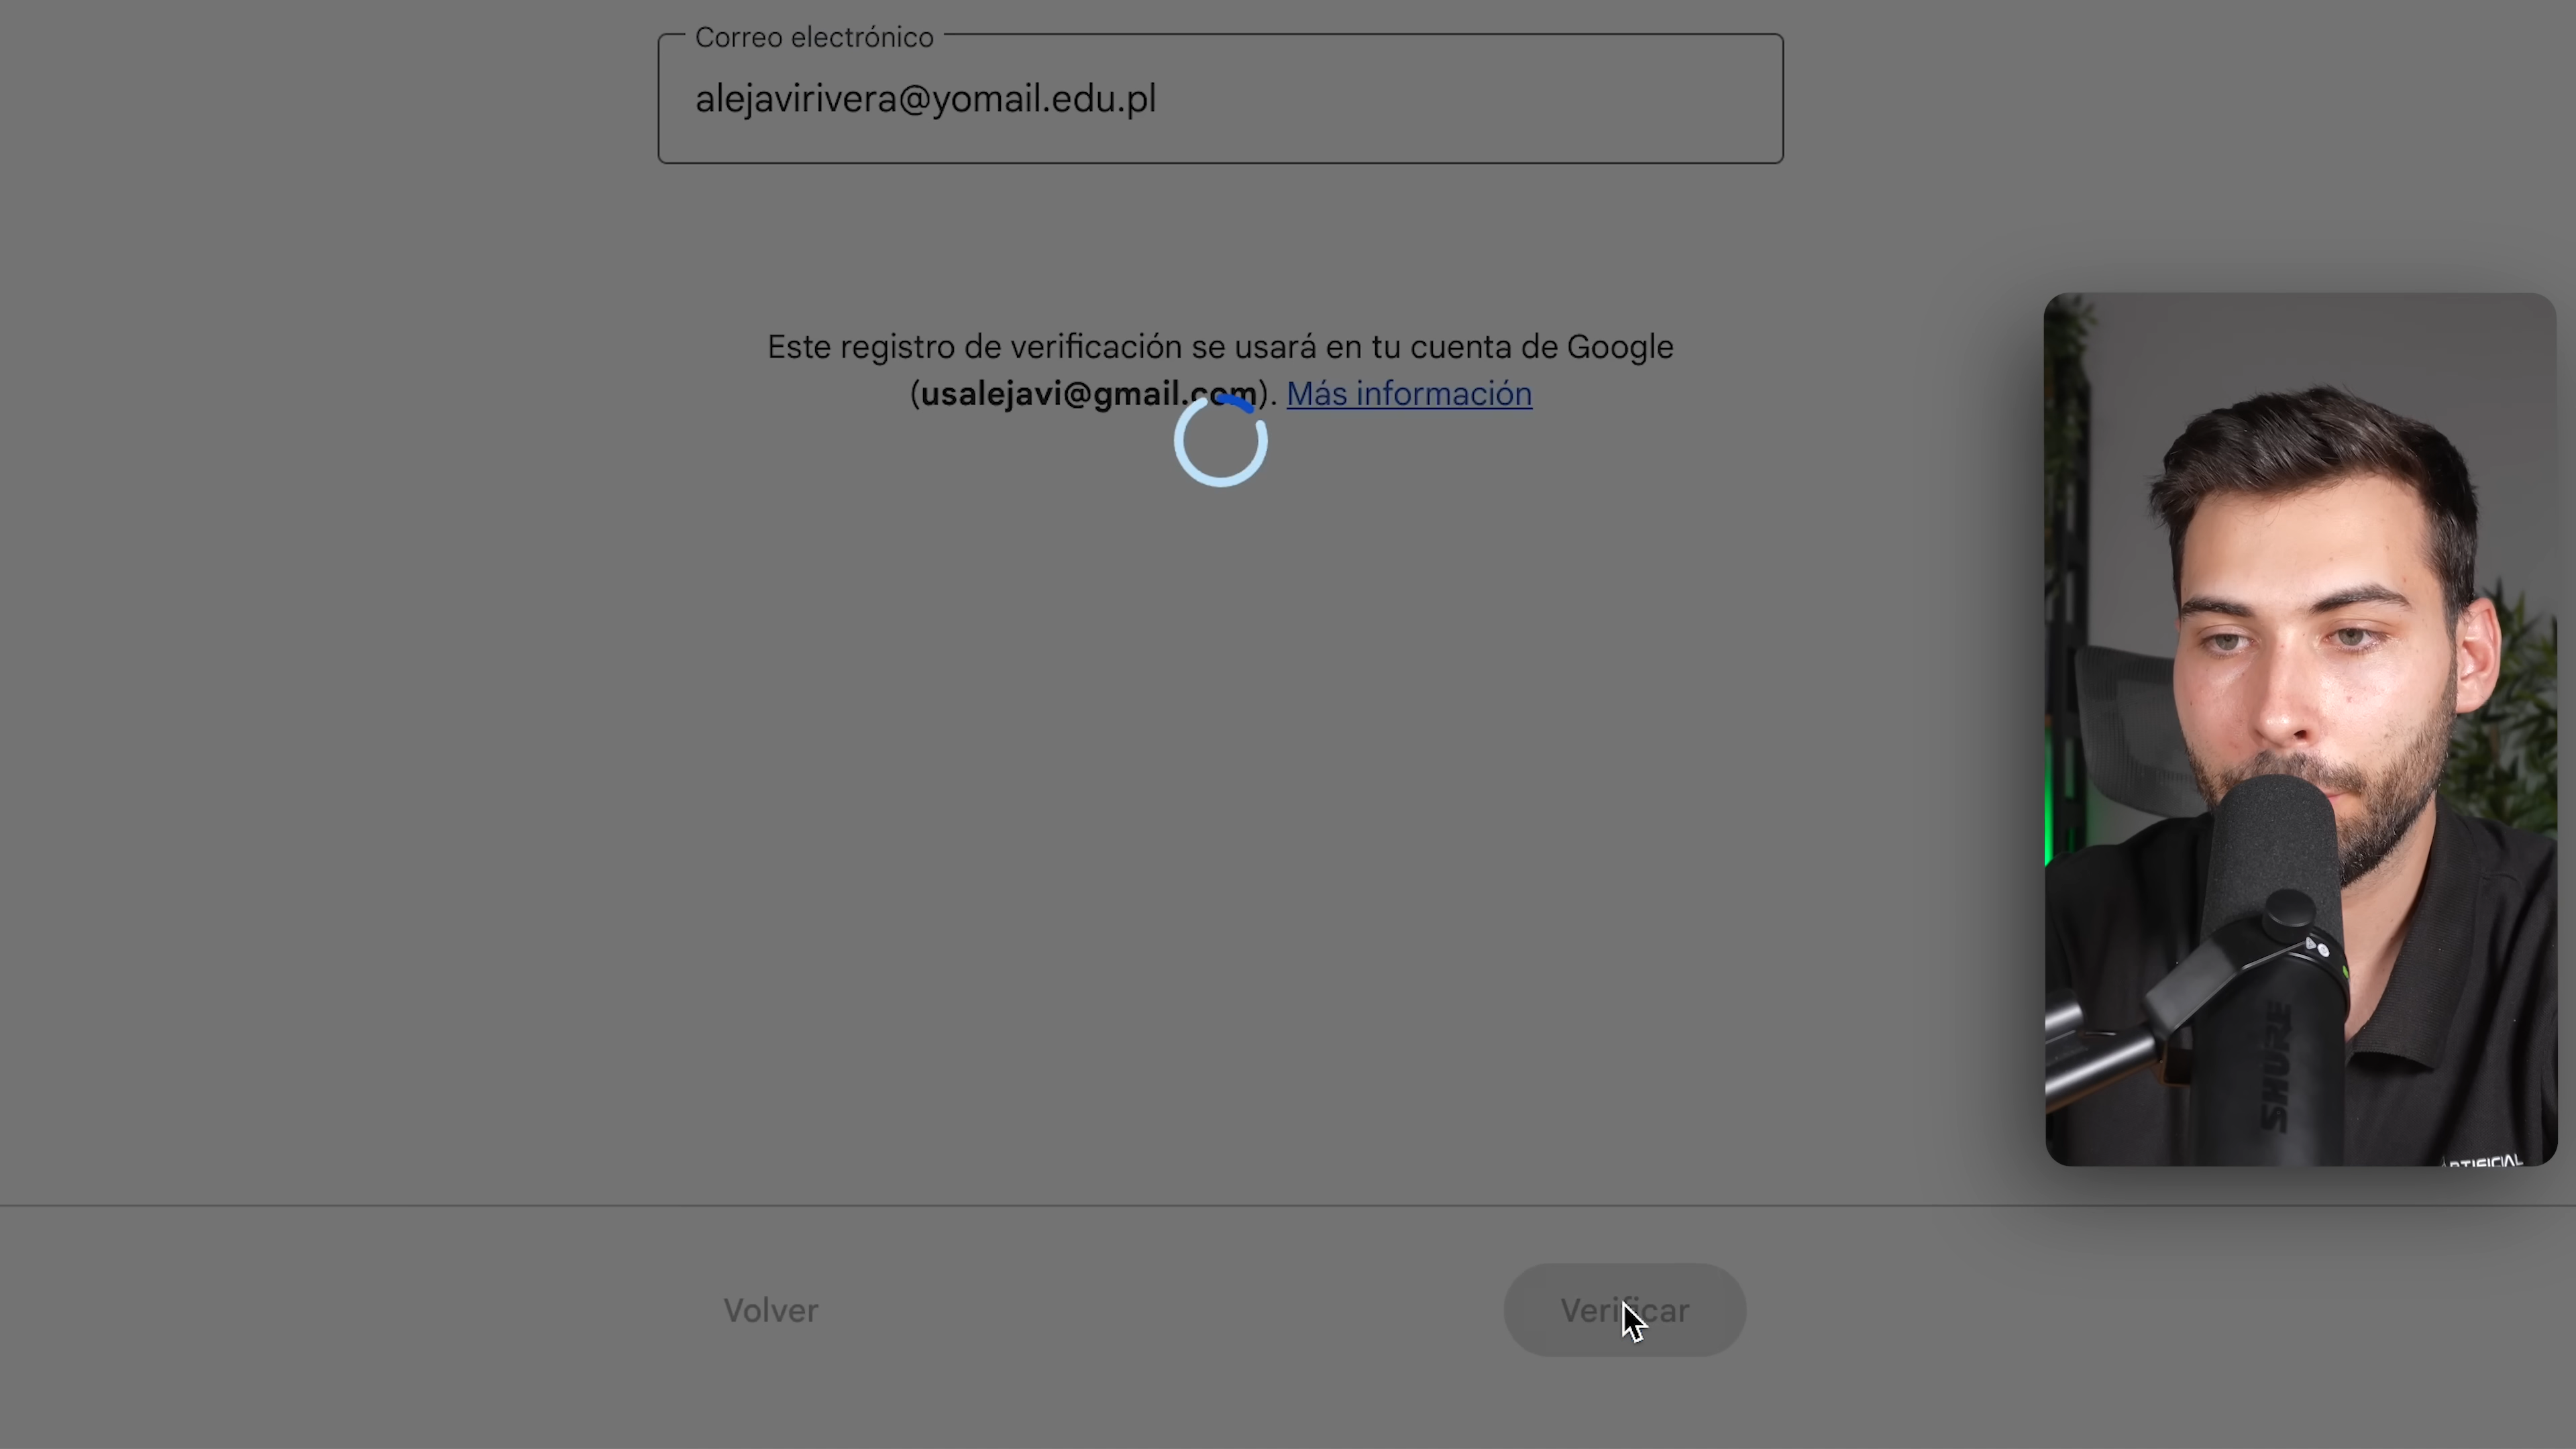 Correo electrónico
alejavirivera@yomail.edu.pl
Este registro de verificación se usará en tu cuenta de Google
(usalejavi@gmail.com). Más información
SHURE
Volver
Verificar